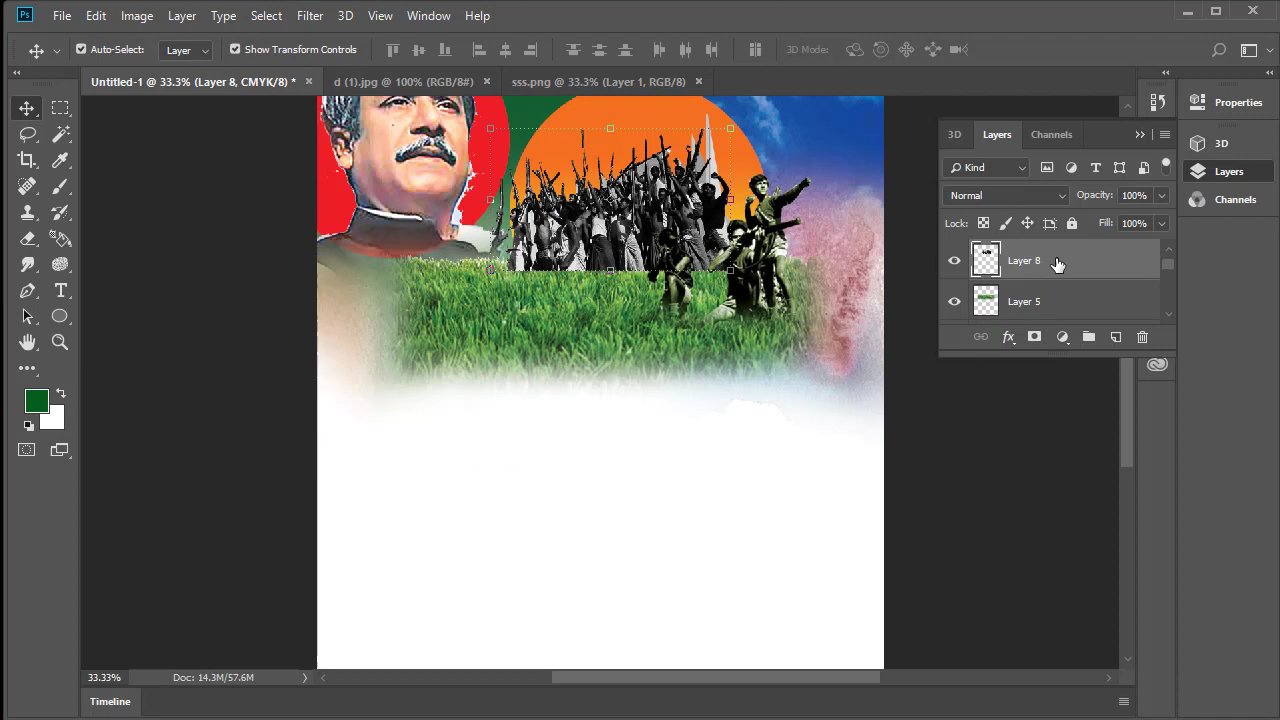 Ps File Edit Image Layer Type Select Filter 3D View Window Help
Auto-Select: Layer Show Transform Controls 3D Mode:
Untitled-1 @ 33.3% (Layer 8, CMYK/8) * d (1).jpg @ 100% (RGB/8#) sss.png @ 33.3% (Layer 1, RGB/8)
Properties
3D Layers Channels
3D
Kind
Layers
Normal Opacity: 100%
Channels
Lock: Fill: 100%
Layer 8
Layer 5
fx
33.33% Doc: 14.3M/57.6M
Timeline